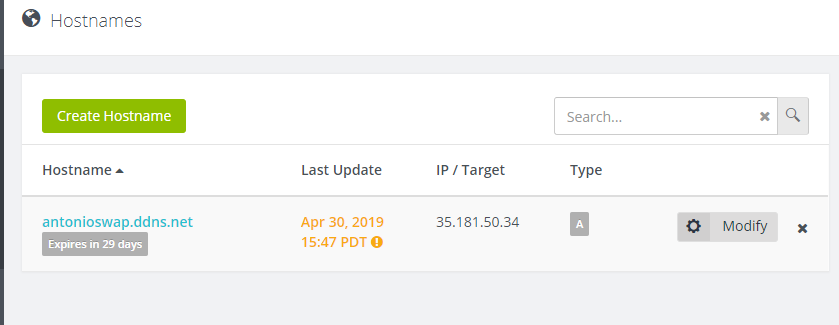 Hostnames
Create Hostname
Search...
Hostname Last Update IP / Target Type
antonioswap.ddns.net Apr 30, 2019 35.181.50.34 A Modify
Expires in 29 days 15:47 PDT